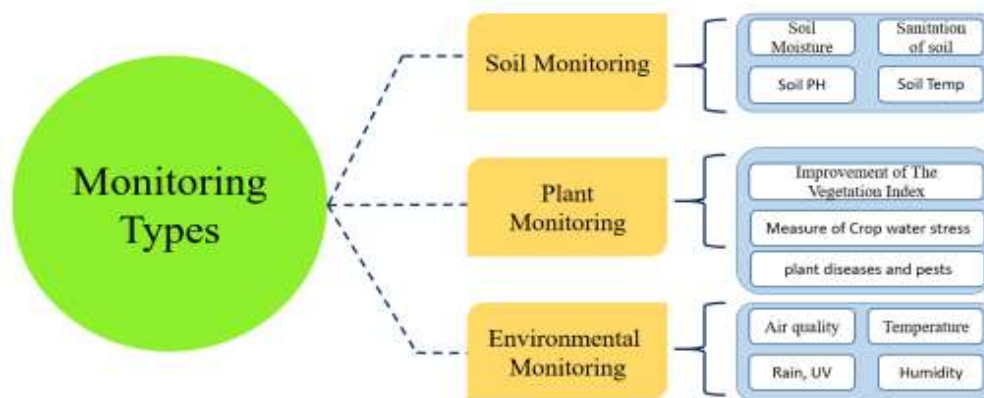 Monitoring
Types
Soil Monitoring
Soil
Moisture
Sanitation
of soil
Soil PH
Soil Temp
Plant
Monitoring
Improvement of The
Vegetation Index
Measure of Crop water stress
plant diseases and pests
Environmental
Monitoring
Air quality
Temperature
Rain, UV
Humidity